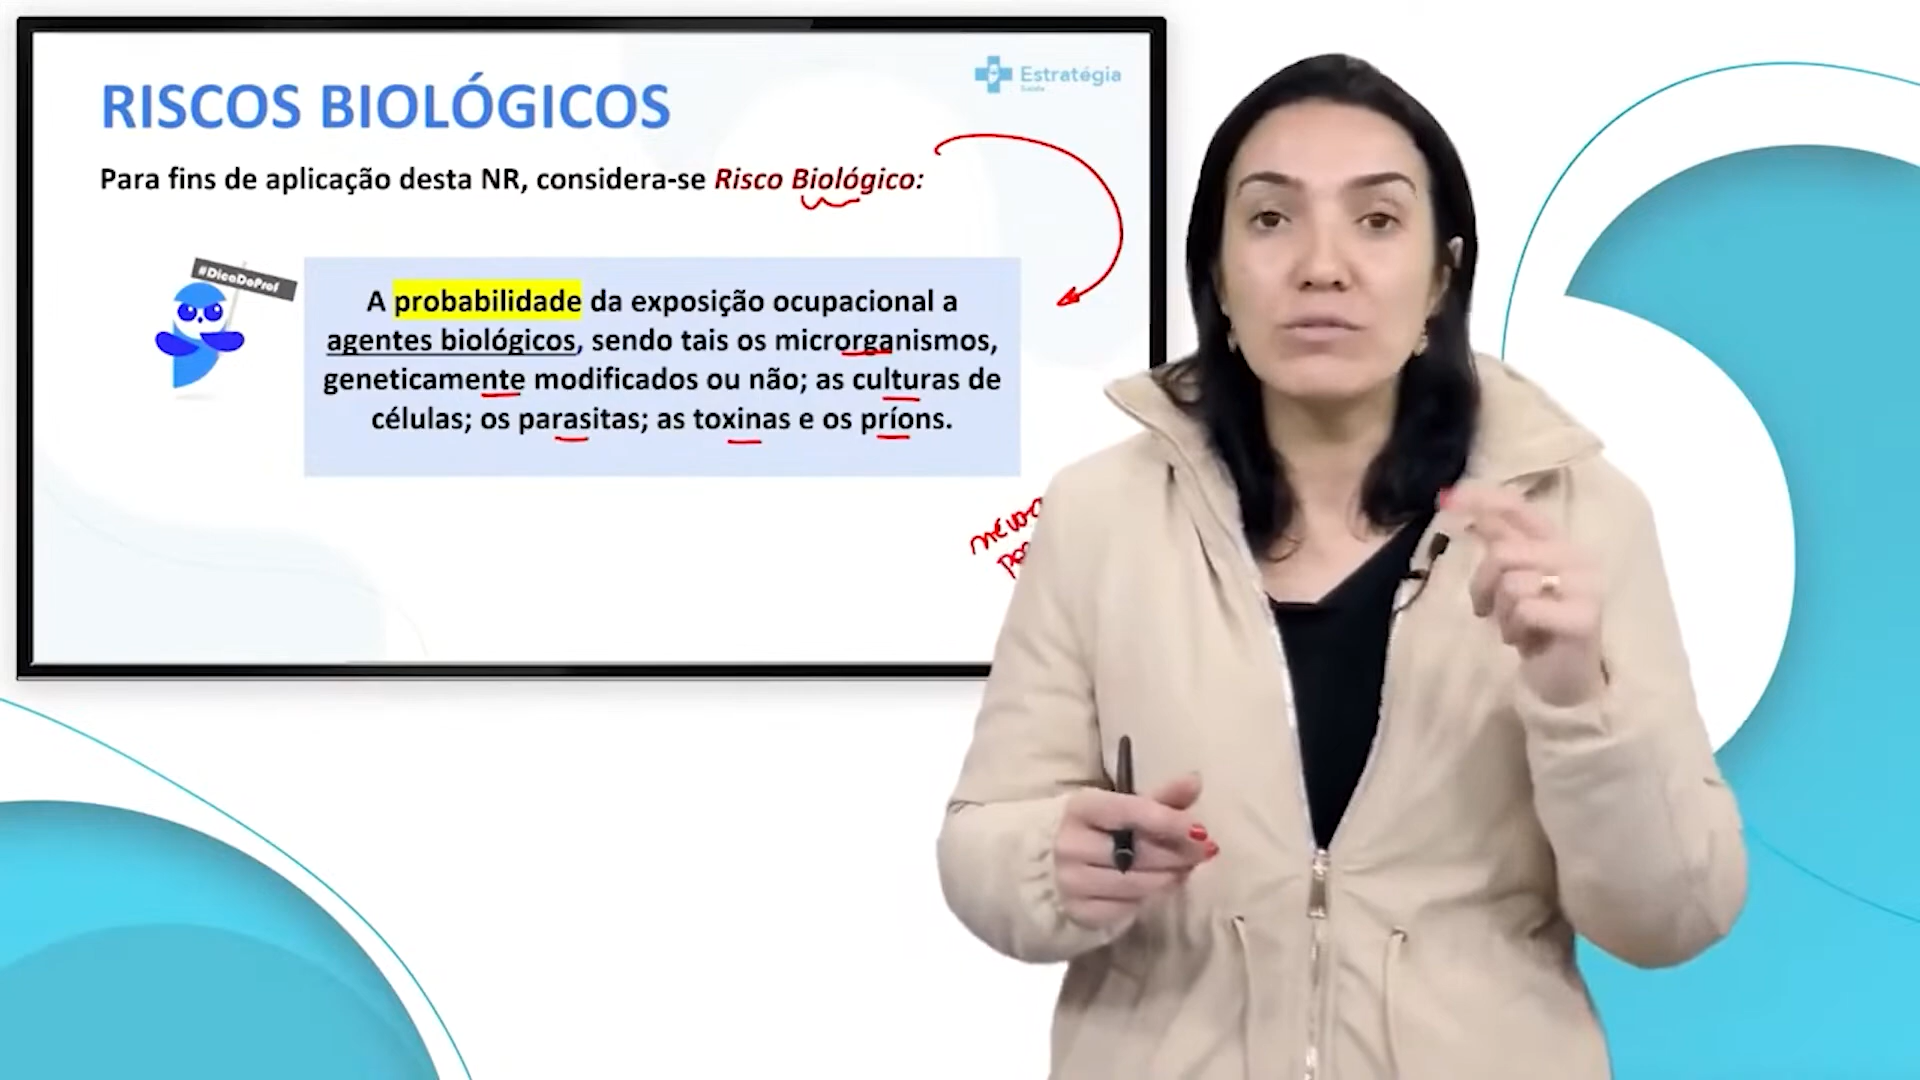 RISCOS BIOLÓGICOS
Estratégia
Saúde
Para fins de aplicação desta NR, considera-se Risco Biológico:
#DicaDoProf
A probabilidade da exposição ocupacional a
agentes biológicos, sendo tais os microrganismos,
geneticamente modificados ou não; as culturas de
células; os parasitas; as toxinas e os príons.